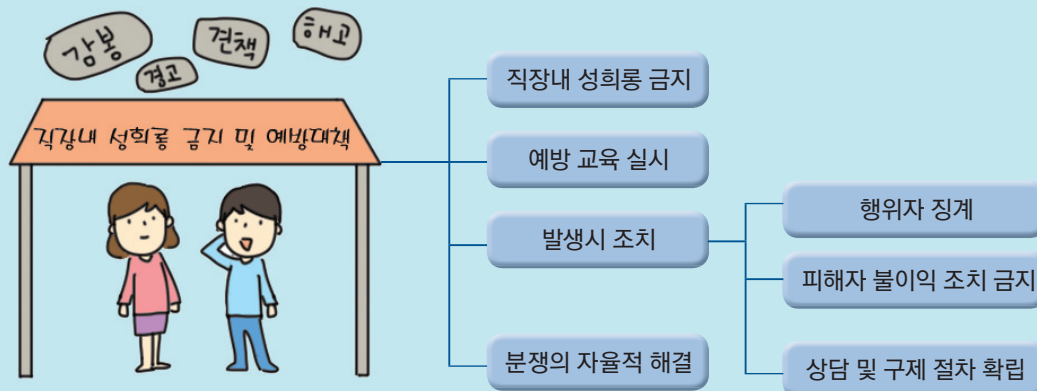 감봉
견책
해고
경고
직장내 성희롱 금지 및 예방대책
직장내 성희롱 금지
예방 교육 실시
발생시 조치
분쟁의 자율적 해결
행위자 징계
피해자 불이익 조치 금지
상담 및 구제 절차 확립